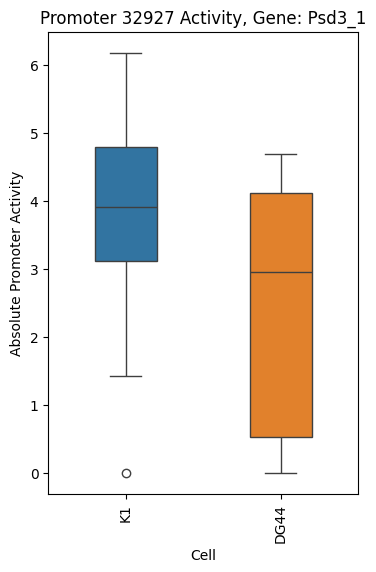 Promoter 32927 Activity, Gene: Psd3_1
Absolute Promoter Activity
6
5
4
3
2
1
0
K1
DG44
Cell